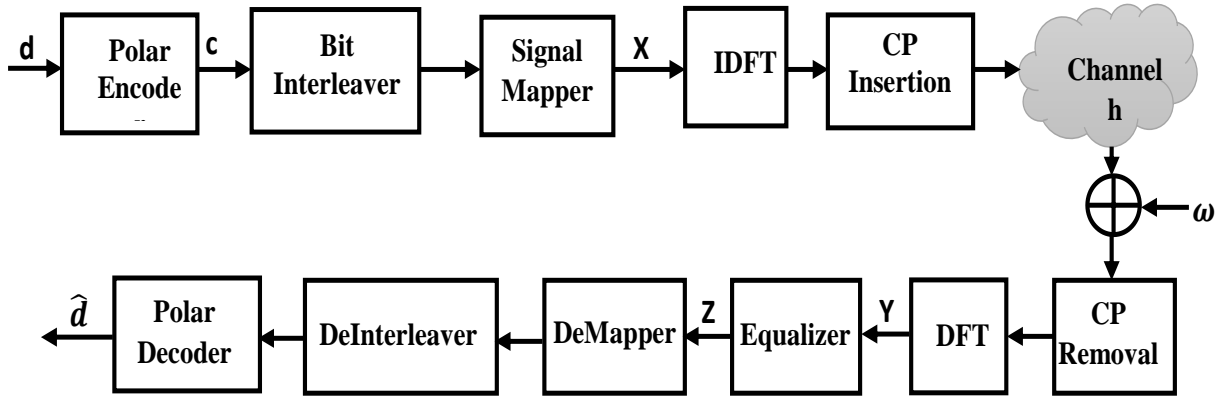 d
Polar
Encode
c
Bit
Interleaver
Signal
Mapper
X
IDFT
CP
Insertion
Channel
h
ω
CP
Removal
DFT
Y
Equalizer
Z
DeMapper
DeInterleaver
Polar
Decoder
d̂